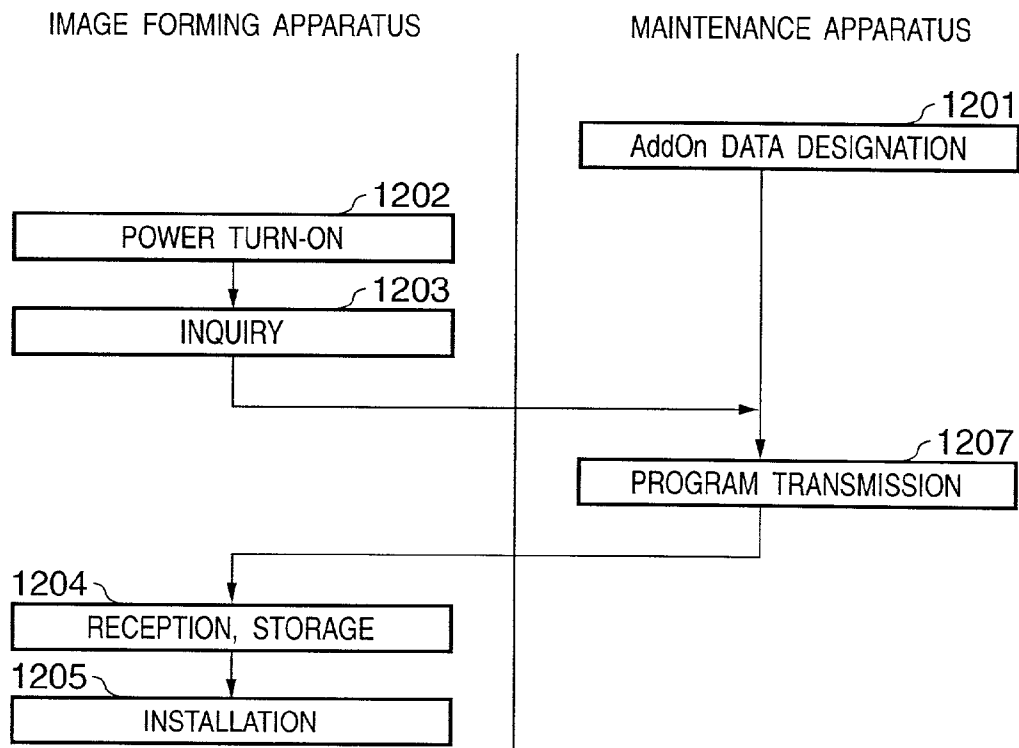 IMAGE FORMING APPARATUS
MAINTENANCE APPARATUS
1201
AddOn DATA DESIGNATION
1202
POWER TURN-ON
1203
INQUIRY
1207
PROGRAM TRANSMISSION
1204
RECEPTION, STORAGE
1205
INSTALLATION